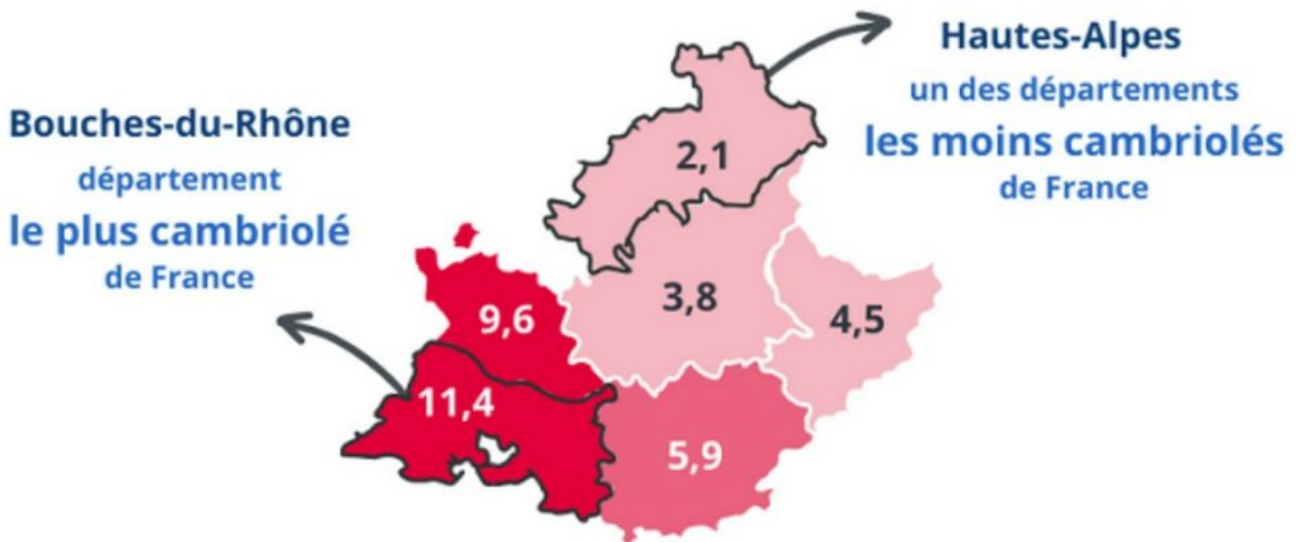 Hautes-Alpes
un des départements
les moins cambriolés
de France
Bouches-du-Rhône
département
le plus cambriolé
de France
2,1
3,8
4,5
9,6
11,4
5,9